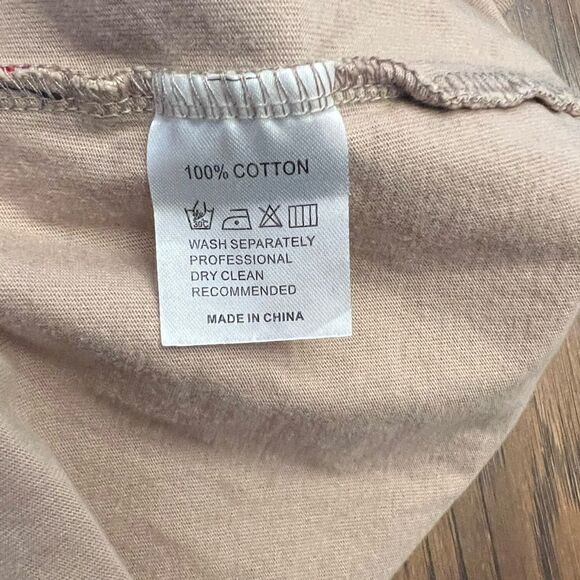 100% COTTON
30°C
WASH SEPARATELY
PROFESSIONAL
DRY CLEAN
RECOMMENDED
MADE IN CHINA